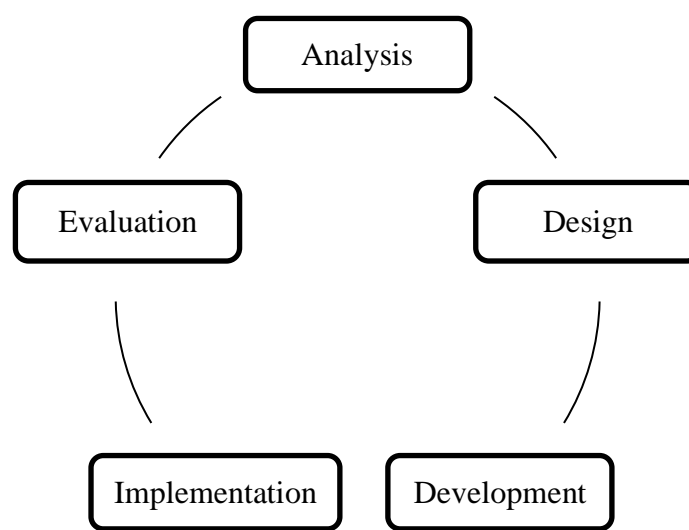 Analysis
Evaluation
Design
Implementation
Development